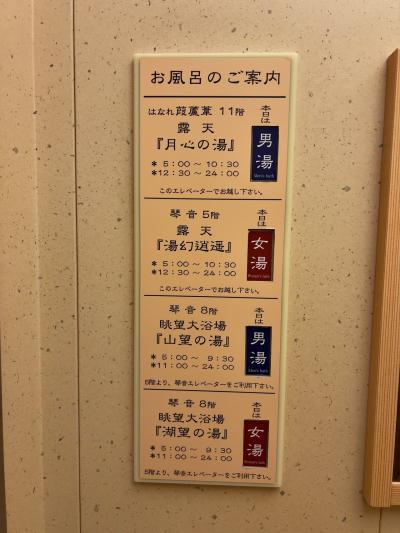 お風呂のご案内
はなれ葭蘆葦 11階
露 天
『月心の湯』
＊5:00～10:30
＊12:30～24:00
このエレベーターでお越し下さい。
本日は
男湯
Men's bath
琴音5階
露 天
『湯幻逍遥』
＊5:00～10:30
＊12:30～24:00
このエレベーターでお越し下さい。
本日は
女湯
Women's bath
琴音8階
眺望大浴場
『山望の湯』
＊5:00～ 9:30
＊11:00～24:00
5階より、琴音エレベーターをご利用下さい。
本日は
男湯
Men's bath
琴音8階
眺望大浴場
『湖望の湯』
＊5:00～ 9:30
＊11:00～24:00
5階より、琴音エレベーターをご利用下さい。
本日は
女湯
Women's bath